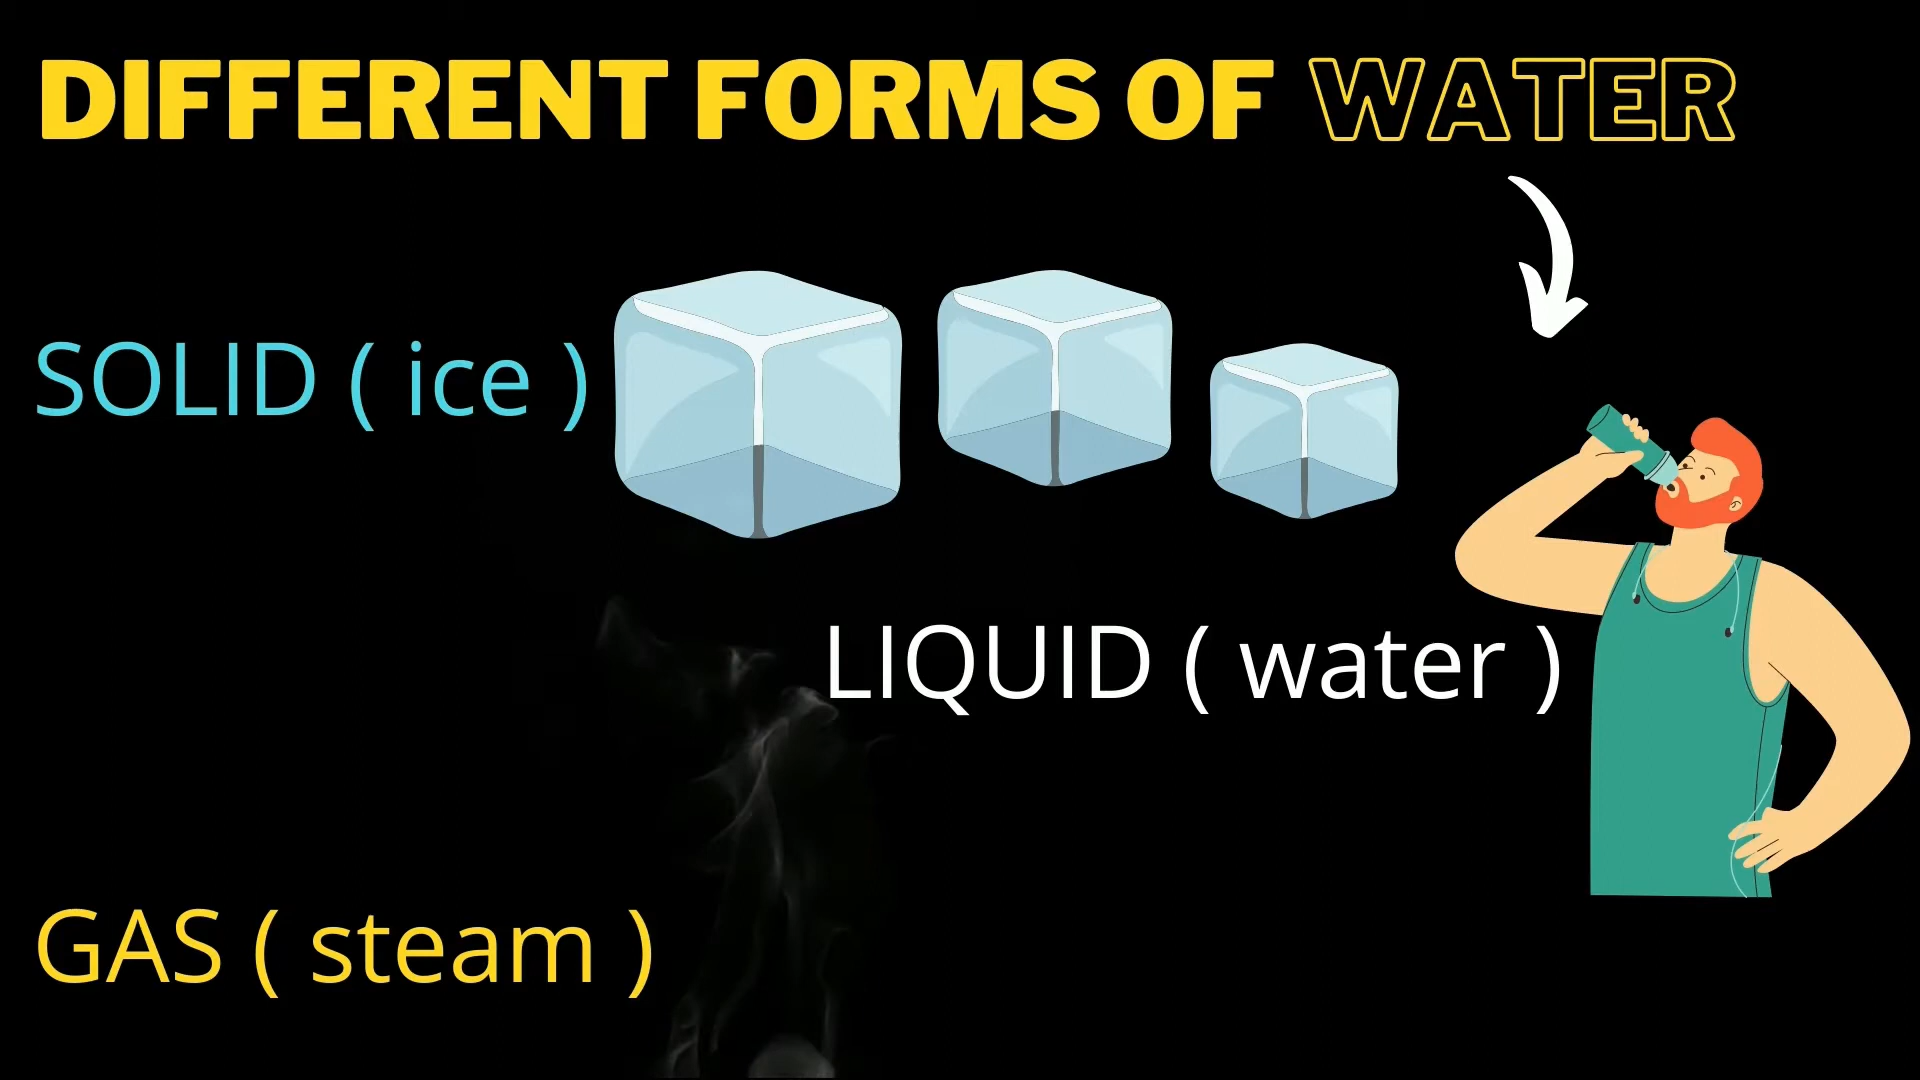 DIFFERENT FORMS OF WATER
SOLID ( ice )
LIQUID ( water )
GAS ( steam )